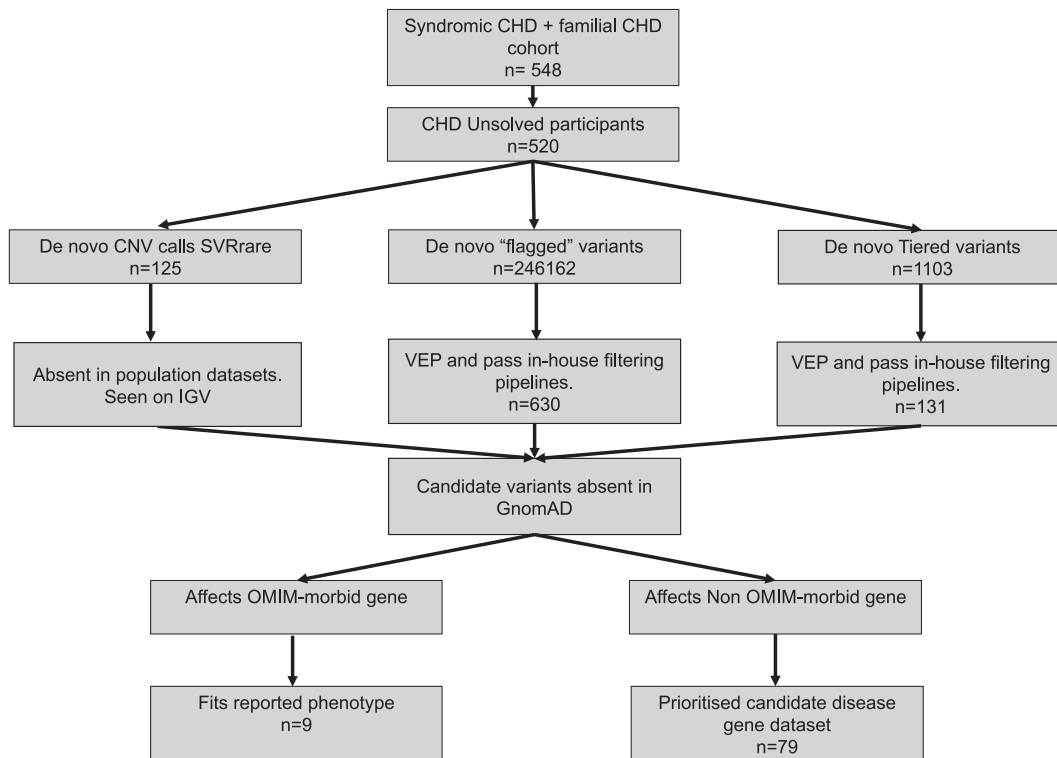 Syndromic CHD + familial CHD
cohort
n= 548
CHD Unsolved participants
n=520
De novo CNV calls SVRrare
n=125
De novo “flagged” variants
n=246162
De novo Tiered variants
n=1103
Absent in population datasets.
Seen on IGV
VEP and pass in-house filtering
pipelines.
n=630
VEP and pass in-house filtering
pipelines.
n=131
Candidate variants absent in
GnomAD
Affects OMIM-morbid gene
Affects Non OMIM-morbid gene
Fits reported phenotype
n=9
Prioritised candidate disease
gene dataset
n=79